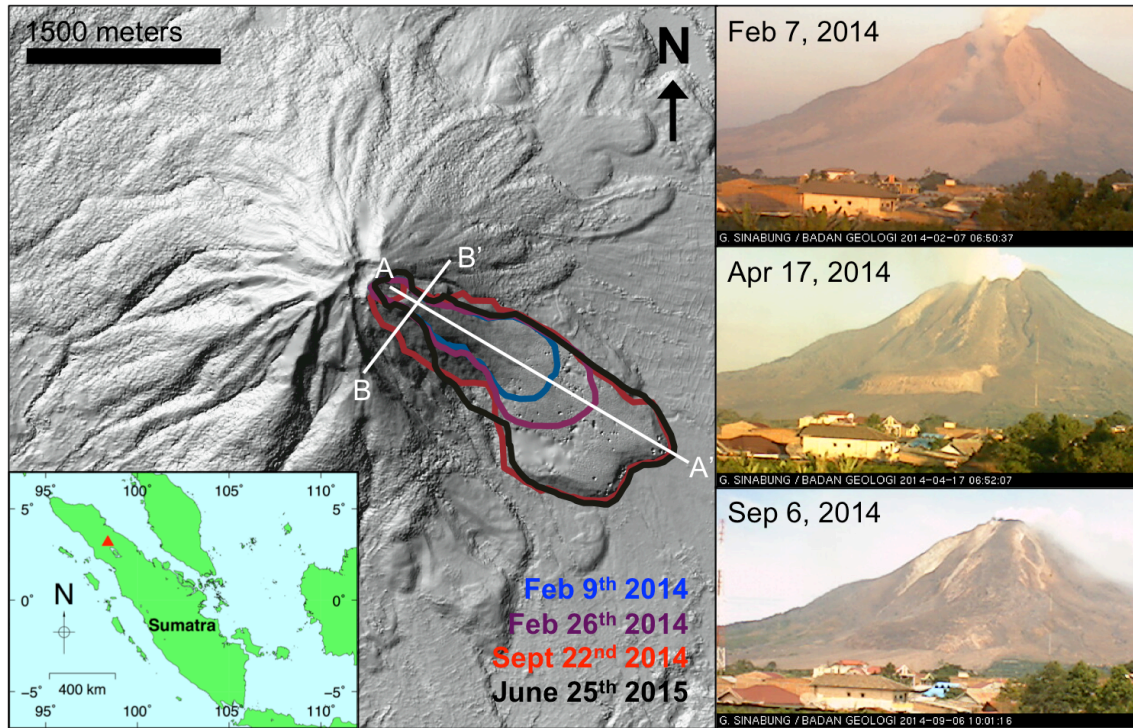 1500 meters
N
A
B'
B
A'
Feb 9th 2014
Feb 26th 2014
Sept 22nd 2014
June 25th 2015
95°
100°
105°
110°
5°
0°
-5°
N
Sumatra
400 km
95°
100°
105°
110°
Feb 7, 2014
G. SINABUNG / BADAN GEOLOGI 2014-02-07 06:50:37
Apr 17, 2014
G. SINABUNG / BADAN GEOLOGI 2014-04-17 06:52:07
Sep 6, 2014
G. SINABUNG / BADAN GEOLOGI 2014-09-06 10:01:16